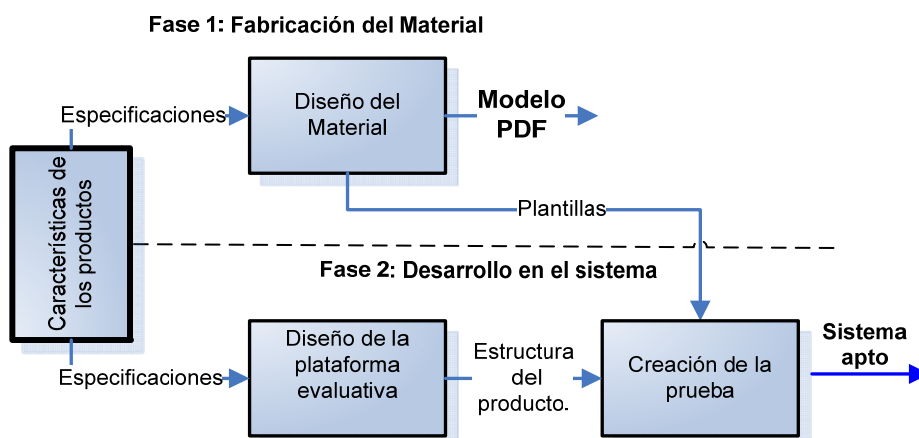 Fase 1: Fabricación del Material
Especificaciones
Diseño del
Material
Modelo
PDF
Características de
los productos
Plantillas
Fase 2: Desarrollo en el sistema
Especificaciones
Diseño de la
plataforma
evaluativa
Estructura
del
producto.
Creación de la
prueba
Sistema
apto